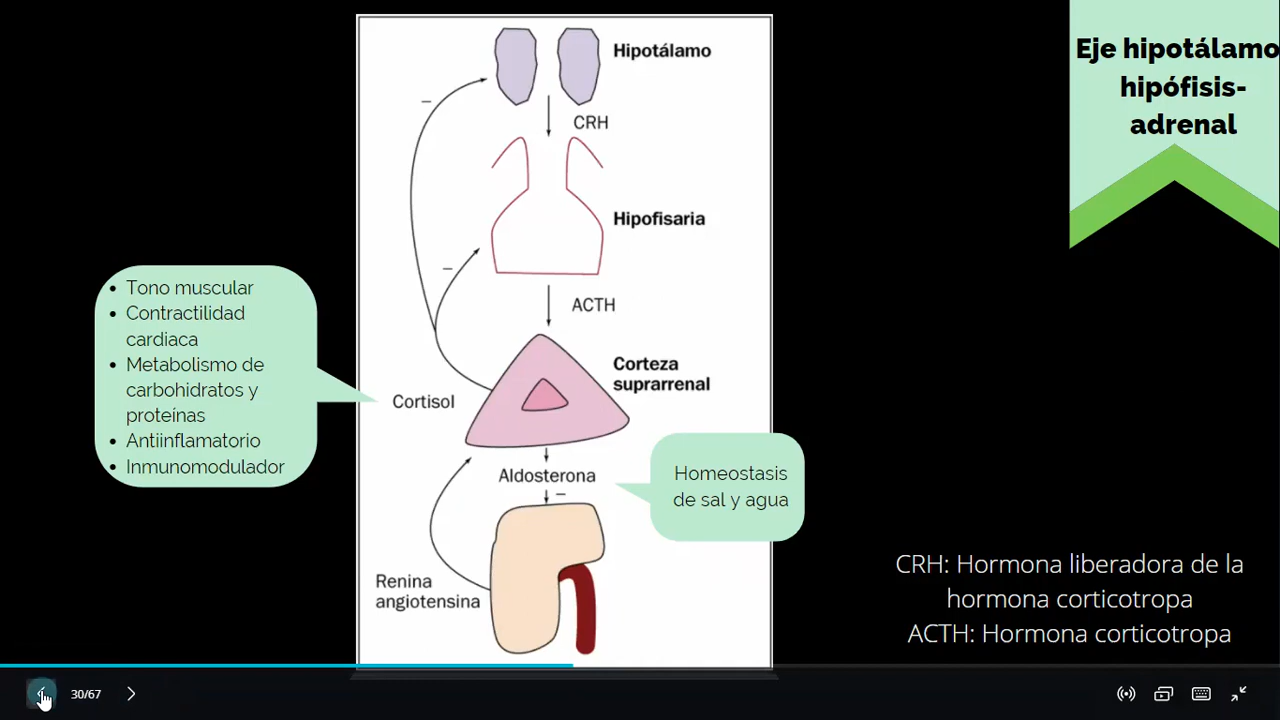 Eje hipotálamo
hipófisis-
adrenal
Hipotálamo
–
CRH
Hipofisaria
–
ACTH
Corteza
suprarrenal
Cortisol
• Tono muscular
• Contractilidad
cardiaca
• Metabolismo de
carbohidratos y
proteínas
• Antiinflamatorio
• Inmunomodulador
Aldosterona
–
Homeostasis
de sal y agua
Renina
angiotensina
CRH: Hormona liberadora de la
hormona corticotropa
ACTH: Hormona corticotropa
30/67